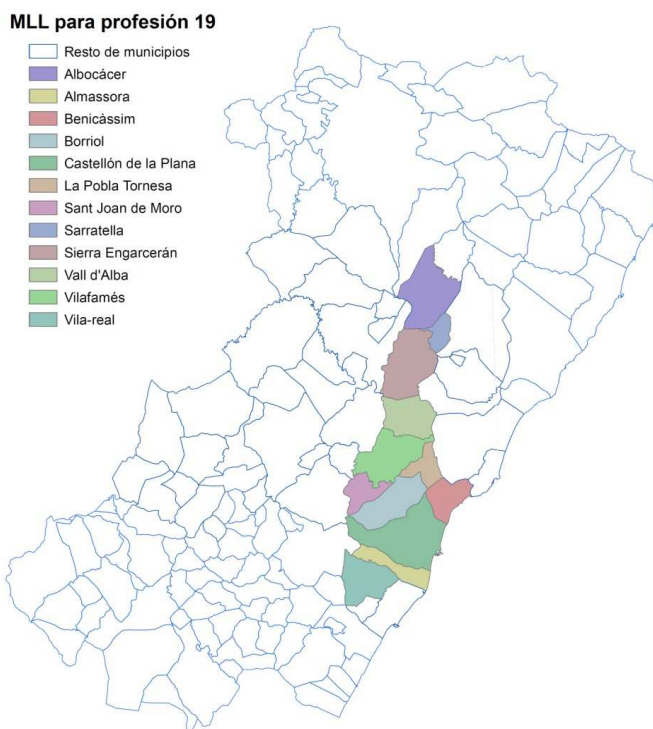 MLL para profesión 19
Resto de municipios
Albocácer
Almassora
Benicàssim
Borriol
Castellón de la Plana
La Pobla Tornesa
Sant Joan de Moro
Sarratella
Sierra Engarcerán
Vall d'Alba
Vilafamés
Vila-real